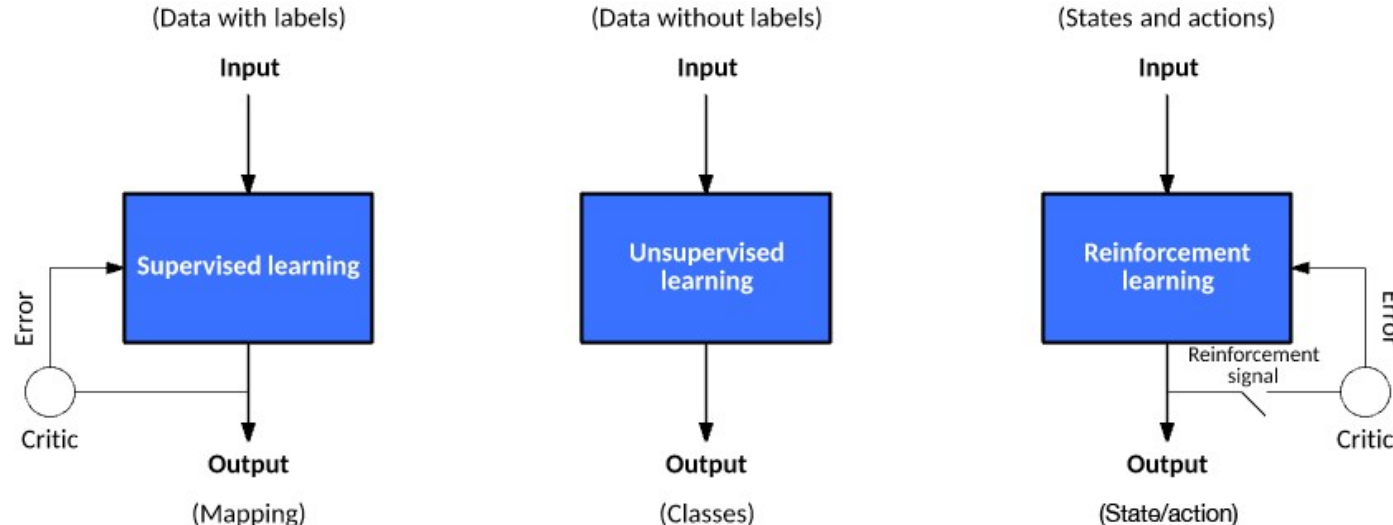 (Data with labels)
Input
Supervised learning
Error
Critic
Output
(Mapping)
(Data without labels)
Input
Unsupervised
learning
Output
(Classes)
(States and actions)
Input
Reinforcement
learning
Error
Reinforcement
signal
Critic
Output
(State/action)